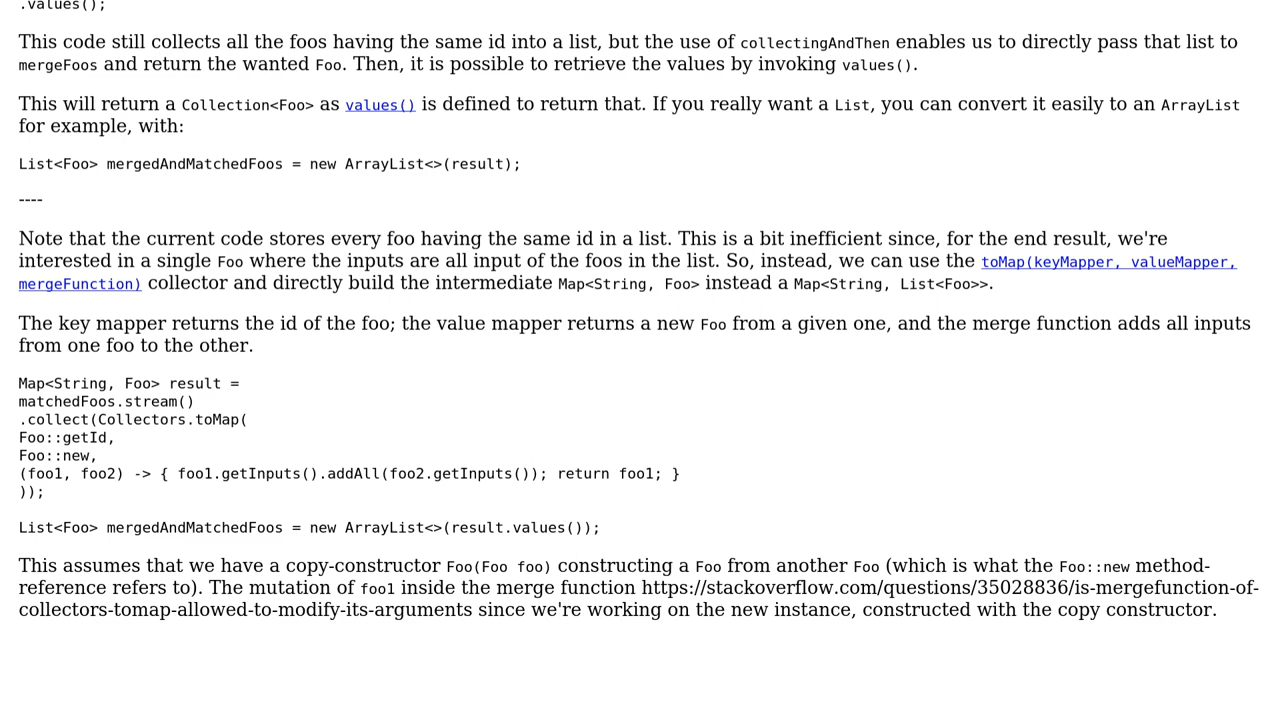 .values();
This code still collects all the foos having the same id into a list, but the use of collectingAndThen enables us to directly pass that list to
mergeFoos and return the wanted Foo. Then, it is possible to retrieve the values by invoking values().
This will return a Collection<Foo> as values() is defined to return that. If you really want a List, you can convert it easily to an ArrayList
for example, with:
List<Foo> mergedAndMatchedFoos = new ArrayList<>(result);
----
Note that the current code stores every foo having the same id in a list. This is a bit inefficient since, for the end result, we're
interested in a single Foo where the inputs are all input of the foos in the list. So, instead, we can use the toMap(keyMapper, valueMapper,
mergeFunction) collector and directly build the intermediate Map<String, Foo> instead a Map<String, List<Foo>>.
The key mapper returns the id of the foo; the value mapper returns a new Foo from a given one, and the merge function adds all inputs
from one foo to the other.
Map<String, Foo> result =
matchedFoos.stream()
.collect(Collectors.toMap(
Foo::getId,
Foo::new,
(foo1, foo2) -> { foo1.getInputs().addAll(foo2.getInputs()); return foo1; }
));
List<Foo> mergedAndMatchedFoos = new ArrayList<>(result.values());
This assumes that we have a copy-constructor Foo(Foo foo) constructing a Foo from another Foo (which is what the Foo::new method-
reference refers to). The mutation of foo1 inside the merge function https://stackoverflow.com/questions/35028836/is-mergefunction-of-
collectors-tomap-allowed-to-modify-its-arguments since we're working on the new instance, constructed with the copy constructor.